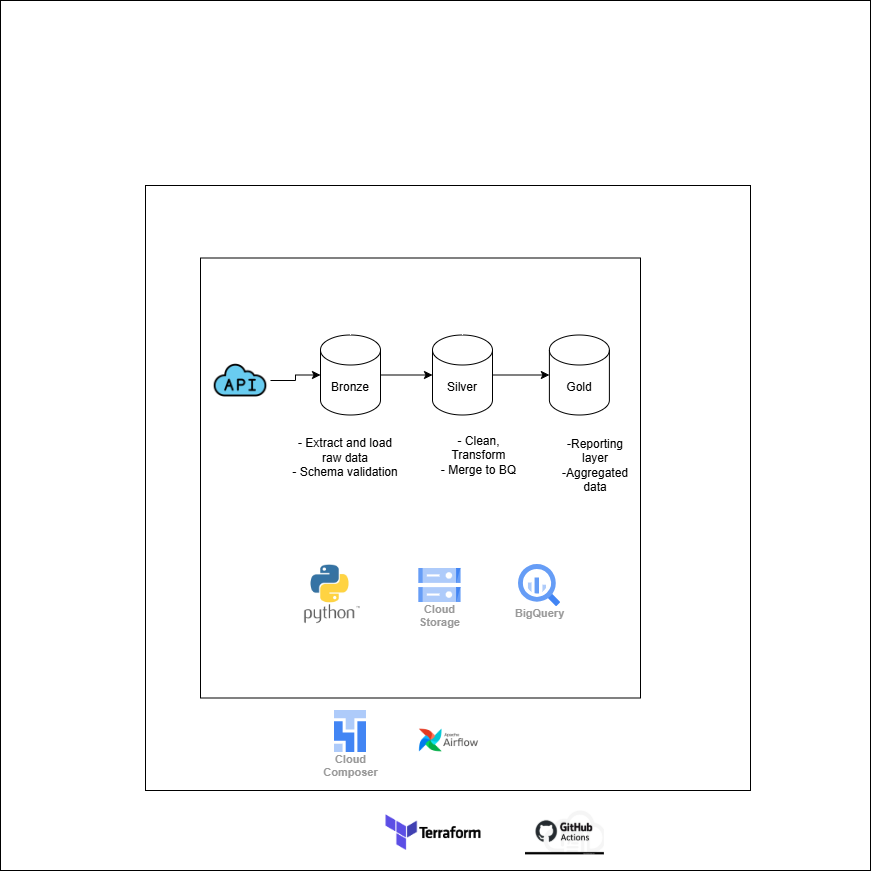 API
Bronze
Silver
Gold
- Extract and load
raw data
- Schema validation
- Clean,
Transform
- Merge to BQ
-Reporting
layer
-Aggregated
data
python™
Cloud
Storage
BigQuery
Cloud
Composer
Apache
Airflow
Terraform
GitHub
Actions